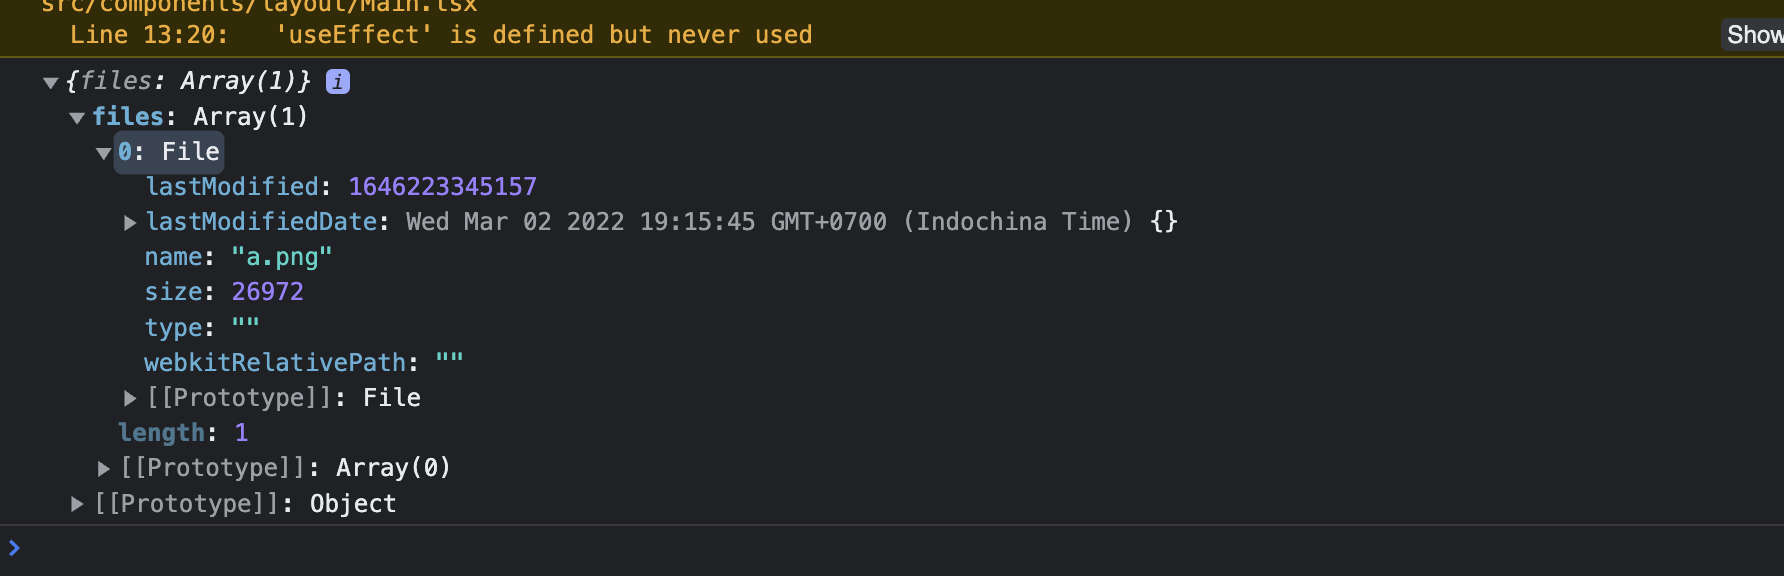 src/components/layout/Main.tsx
Line 13:20:   'useEffect' is defined but never used
Show
{files: Array(1)} i
files: Array(1)
0: File
lastModified: 1646223345157
lastModifiedDate: Wed Mar 02 2022 19:15:45 GMT+0700 (Indochina Time) {}
name: "a.png"
size: 26972
type: ""
webkitRelativePath: ""
[[Prototype]]: File
length: 1
[[Prototype]]: Array(0)
[[Prototype]]: Object